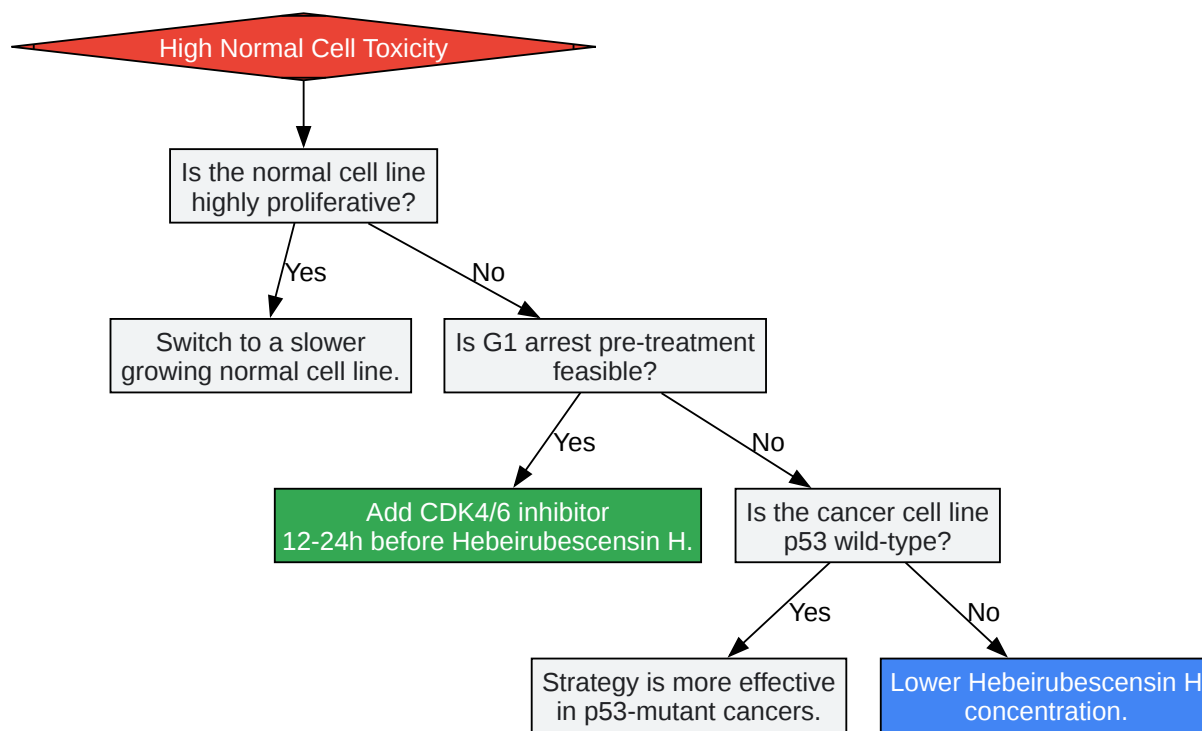 High Normal Cell Toxicity
Is the normal cell line
highly proliferative?
Yes
No
Switch to a slower
growing normal cell line.
Is G1 arrest pre-treatment
feasible?
Yes
No
Add CDK4/6 inhibitor
12-24h before Hebeirubescensin H.
Is the cancer cell line
p53 wild-type?
Yes
No
Strategy is more effective
in p53-mutant cancers.
Lower Hebeirubescensin H
concentration.